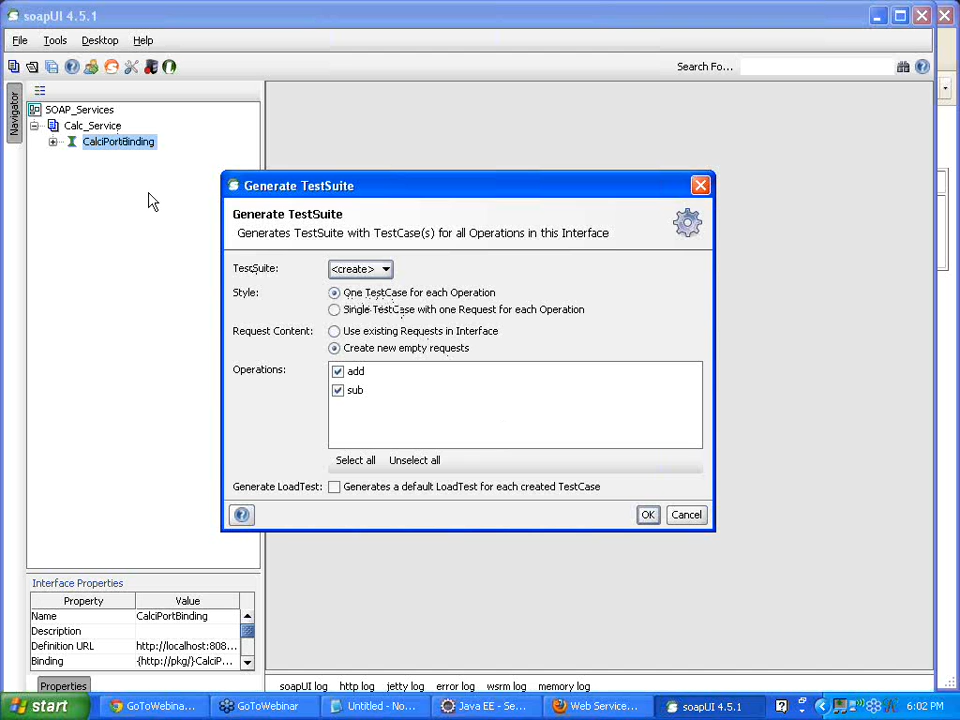 soapUI 4.5.1
File Tools Desktop Help
Search Fo...
Navigator
SOAP_Services
Calc_Service
CalciPortBinding
Generate TestSuite
Generate TestSuite
Generates TestSuite with TestCase(s) for all Operations in this Interface
TestSuite: <create>
Style: One TestCase for each Operation
Single TestCase with one Request for each Operation
Request Content: Use existing Requests in Interface
Create new empty requests
Operations: add
sub
Select all Unselect all
Generate LoadTest: Generates a default LoadTest for each created TestCase
OK Cancel
Interface Properties
Property Value
Name CalciPortBinding
Description
Definition URL http://localhost:808...
Binding {http://pkg/}CalciP...
Properties
soapUI log http log jetty log error log wsrm log memory log
start GoToWebina... GoToWebinar Untitled - No... Java EE - Se... Web Service... soapUI 4.5.1 6:02 PM